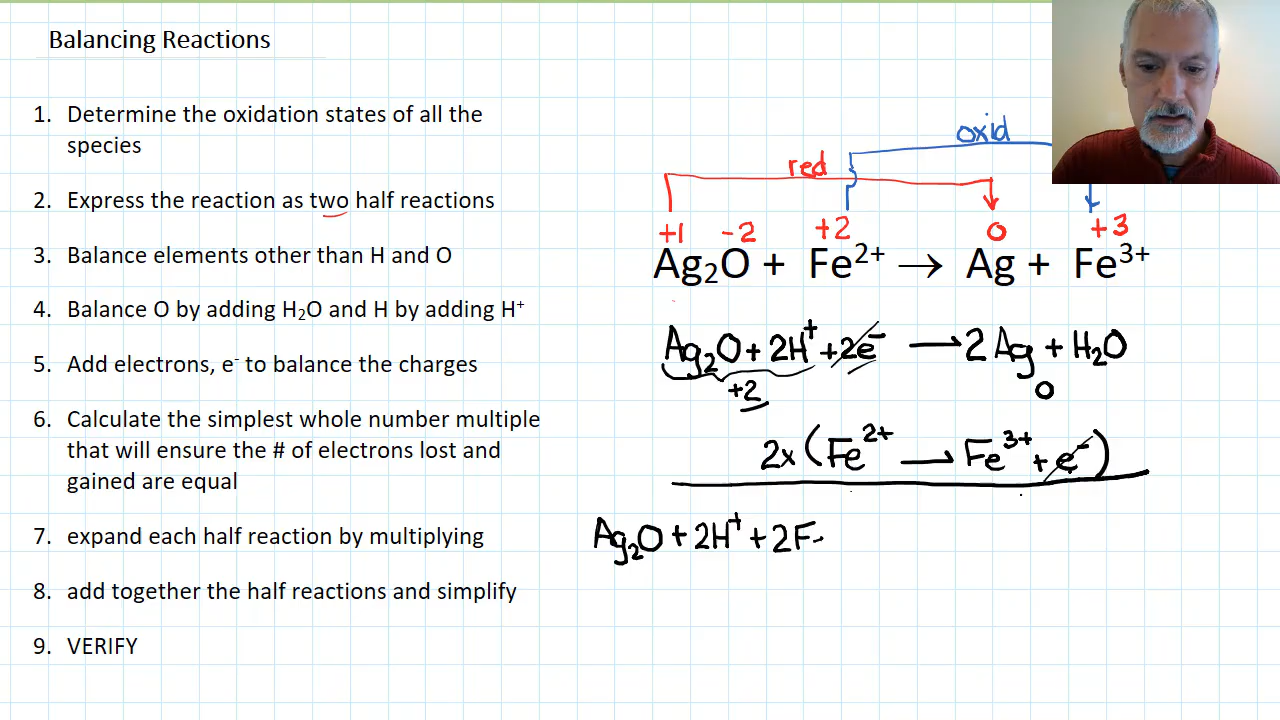 Balancing Reactions
1. Determine the oxidation states of all the
species
2. Express the reaction as two half reactions
3. Balance elements other than H and O
4. Balance O by adding H₂O and H by adding H⁺
5. Add electrons, e⁻ to balance the charges
6. Calculate the simplest whole number multiple
that will ensure the # of electrons lost and
gained are equal
7. expand each half reaction by multiplying
8. add together the half reactions and simplify
9. VERIFY
oxid
red
+1 -2 +2 0 +3
Ag₂O + Fe²⁺ → Ag + Fe³⁺
Ag₂O + 2H⁺ + 2e⁻ → 2Ag + H₂O
+2 0
2x (Fe²⁺ → Fe³⁺ + e⁻)
Ag₂O + 2H⁺ + 2F